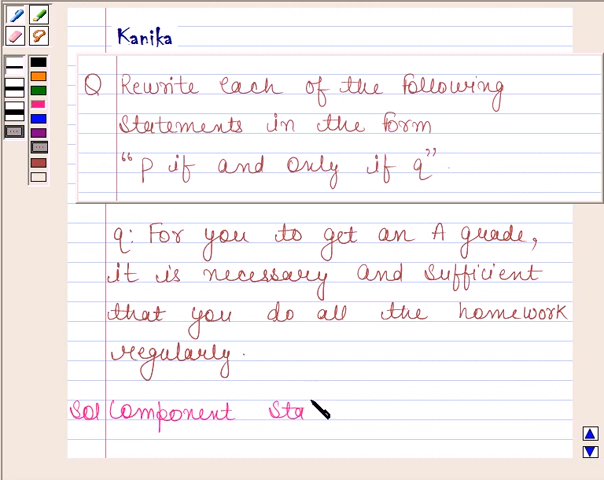 Kanika
Q Rewrite each of the following
statements in the form
"p if and only if q".
q: For you to get an A grade,
it is necessary and sufficient
that you do all the homework
regularly.
Sol Component Sta